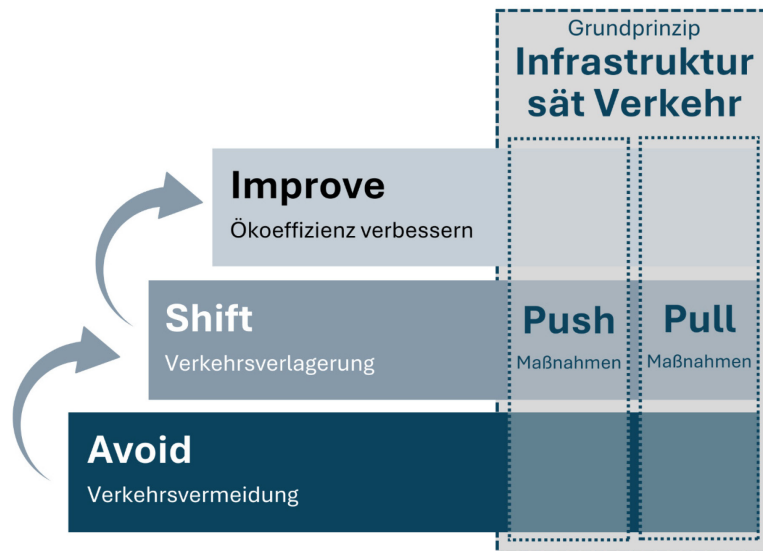 Grundprinzip
Infrastruktur
sät Verkehr
Improve
Ökoeffizienz verbessern
Shift
Verkehrsverlagerung
Push
Maßnahmen
Pull
Maßnahmen
Avoid
Verkehrsvermeidung